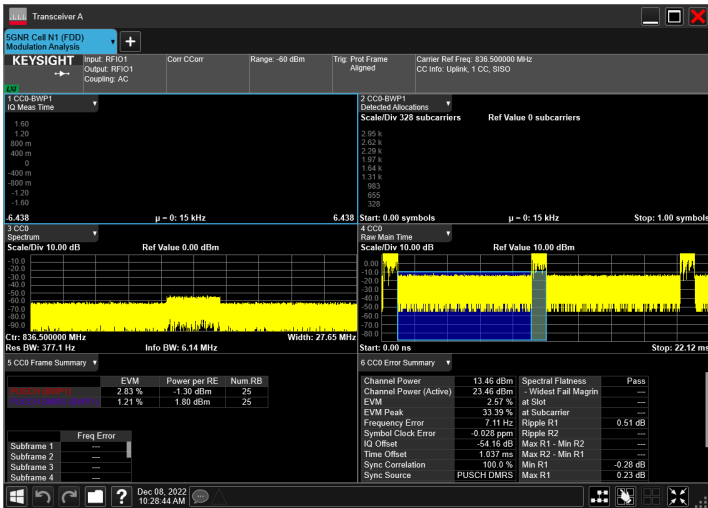 Transceiver A
5GNR Cell N1 (FDD)
Modulation Analysis
KEYSIGHT
Input: RFIO1
Output: RFIO1
Coupling: AC
Corr CCorr
Range: -60 dBm
Trig: Prot Frame
Aligned
Carrier Ref Freq: 836.500000 MHz
CC Info: Uplink, 1 CC, SISO
LXI
1 CC0-BWP1
IQ Meas Time
1.60
1.20
800 m
400 m
0
-400 m
-800 m
-1.20
-1.60
-6.438
µ = 0: 15 kHz
6.438
2 CC0-BWP1
Detected Allocations
Scale/Div 328 subcarriers
Ref Value 0 subcarriers
2.95 k
2.62 k
2.29 k
1.97 k
1.64 k
1.31 k
983
655
328
Start: 0.00 symbols
µ = 0: 15 kHz
Stop: 1.00 symbols
3 CC0
Spectrum
Scale/Div 10.00 dB
Ref Value 0.00 dBm
-10.0
-20.0
-30.0
-40.0
-50.0
-60.0
-70.0
-80.0
-90.0
Ctr: 836.500000 MHz
Width: 27.65 MHz
Res BW: 377.1 Hz
Info BW: 6.14 MHz
4 CC0
Raw Main Time
Scale/Div 10.00 dB
Ref Value 10.00 dBm
0.00
-10.0
-20.0
-30.0
-40.0
-50.0
-60.0
-70.0
-80.0
Start: 0.00 ns
Stop: 22.12 ms
5 CC0 Frame Summary
EVM Power per RE Num.RB
2.83 % -1.30 dBm 25
1.21 % 1.80 dBm 25
Freq Error
Subframe 1 ---
Subframe 2 ---
Subframe 3 ---
Subframe 4 ---
6 CC0 Error Summary
Channel Power 13.46 dBm Spectral Flatness Pass
Channel Power (Active) 23.46 dBm - Widest Fail Magrin ---
EVM 2.57 % at Slot ---
EVM Peak 33.39 % at Subcarrier ---
Frequency Error 7.11 Hz Ripple R1 0.51 dB
Symbol Clock Error -0.028 ppm Ripple R2 ---
IQ Offset -54.16 dB Max R1 - Min R2 ---
Time Offset 1.037 ms Max R2 - Min R1 ---
Sync Correlation 100.0 % Min R1 -0.28 dB
Sync Source PUSCH DMRS Max R1 0.23 dB
?
Dec 08, 2022
10:28:44 AM